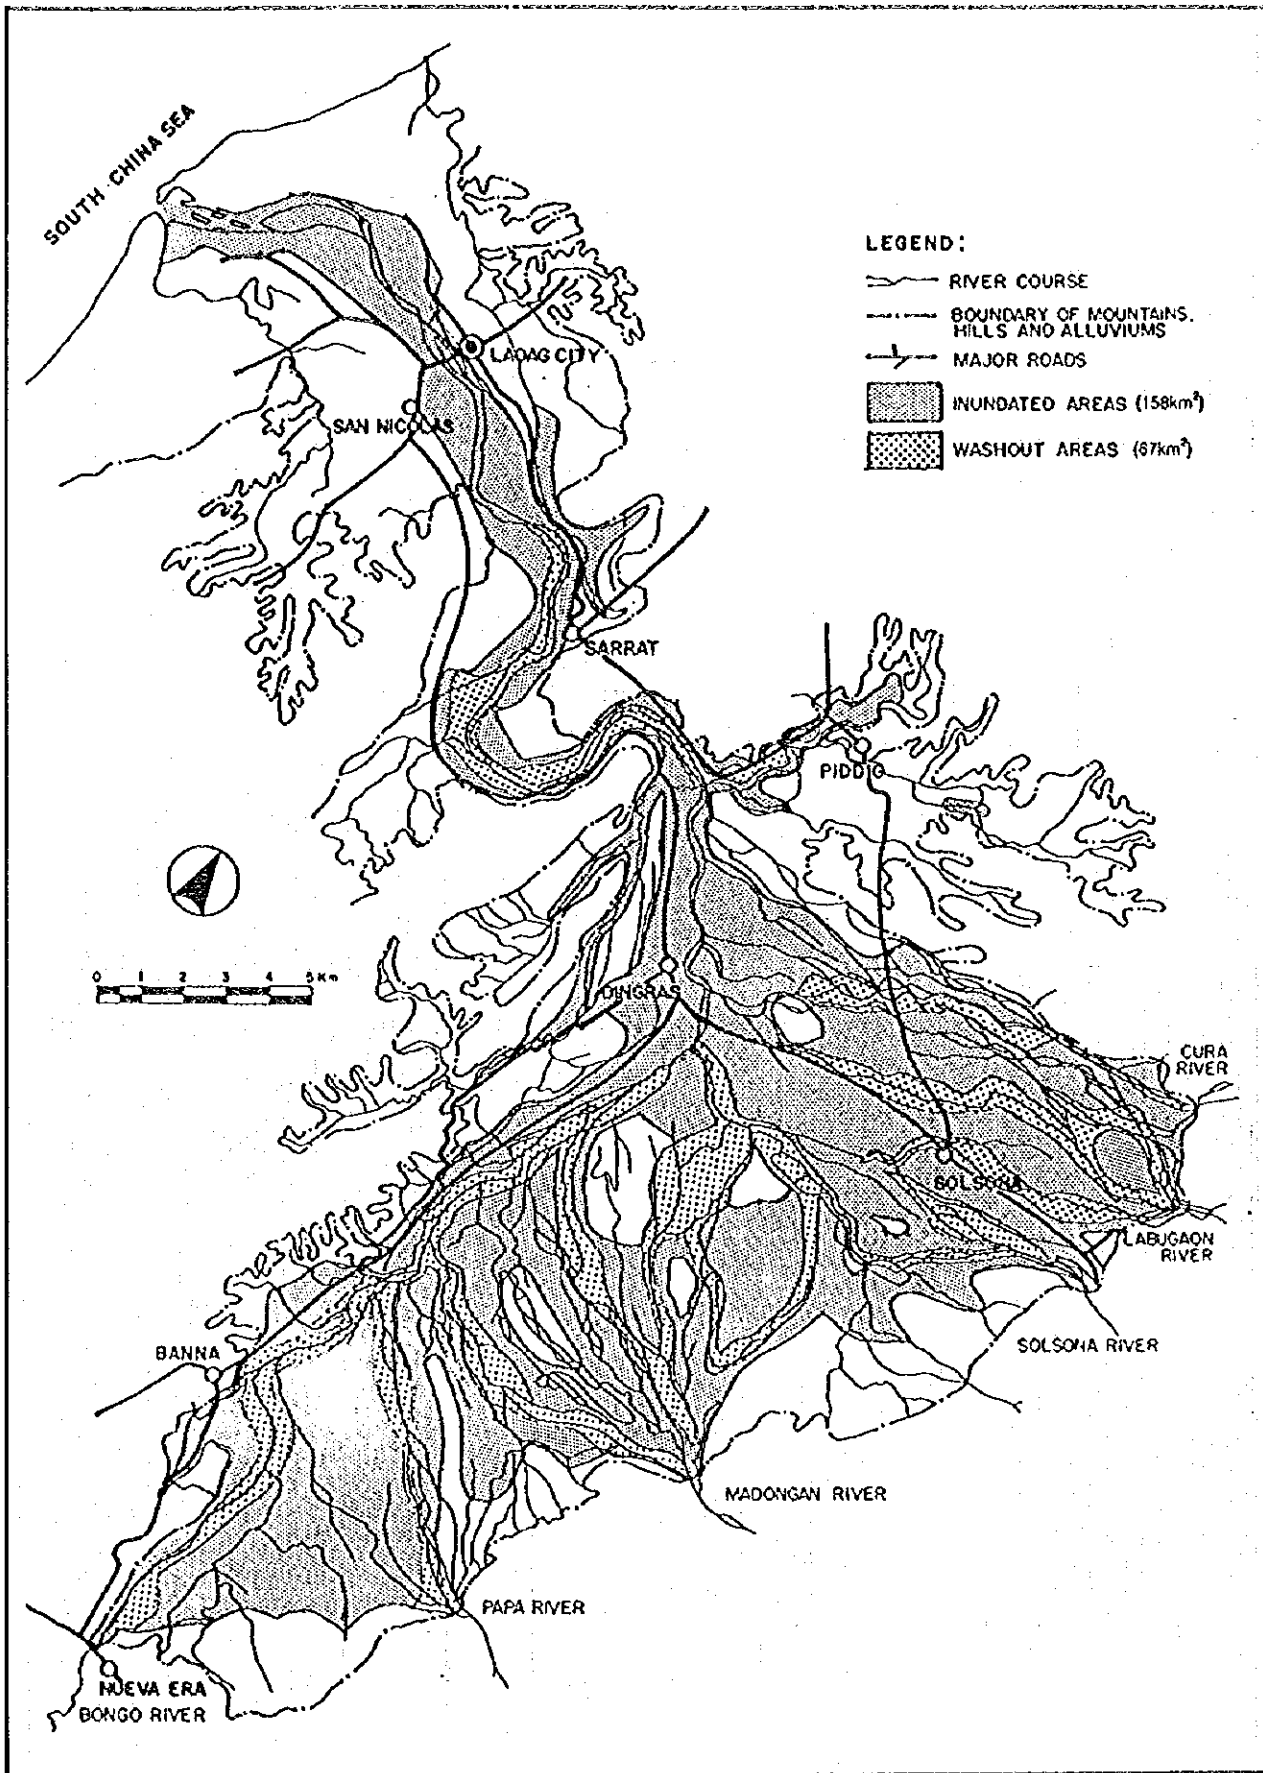 SOUTH CHINA SEA
LEGEND:
RIVER COURSE
BOUNDARY OF MOUNTAINS,
HILLS AND ALLUVIUMS
MAJOR ROADS
INUNDATED AREAS (158km²)
WASHOUT AREAS (67km²)
LAOAG CITY
SAN NICOLAS
SARRAT
PIDDIG
0 1 2 3 4 5 Km
DINGRAS
CURA
RIVER
SOLSONA
LABUGAON
RIVER
SOLSONA RIVER
BANNA
MADONGAN RIVER
PAPA RIVER
NUEVA ERA
BONGO RIVER